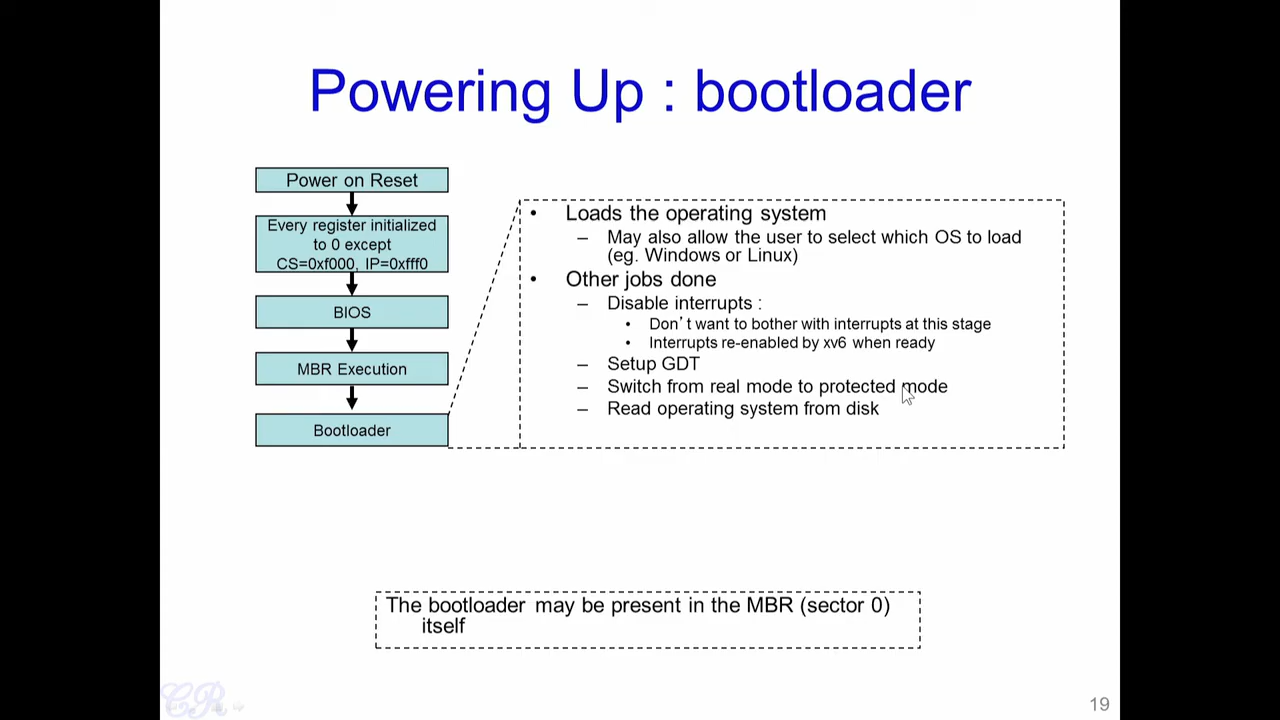 Powering Up : bootloader
Power on Reset
Every register initialized
to 0 except
CS=0xf000, IP=0xfff0
BIOS
MBR Execution
Bootloader
• Loads the operating system
– May also allow the user to select which OS to load
(eg. Windows or Linux)
• Other jobs done
– Disable interrupts :
• Don’t want to bother with interrupts at this stage
• Interrupts re-enabled by xv6 when ready
– Setup GDT
– Switch from real mode to protected mode
– Read operating system from disk
The bootloader may be present in the MBR (sector 0)
itself
CR
19